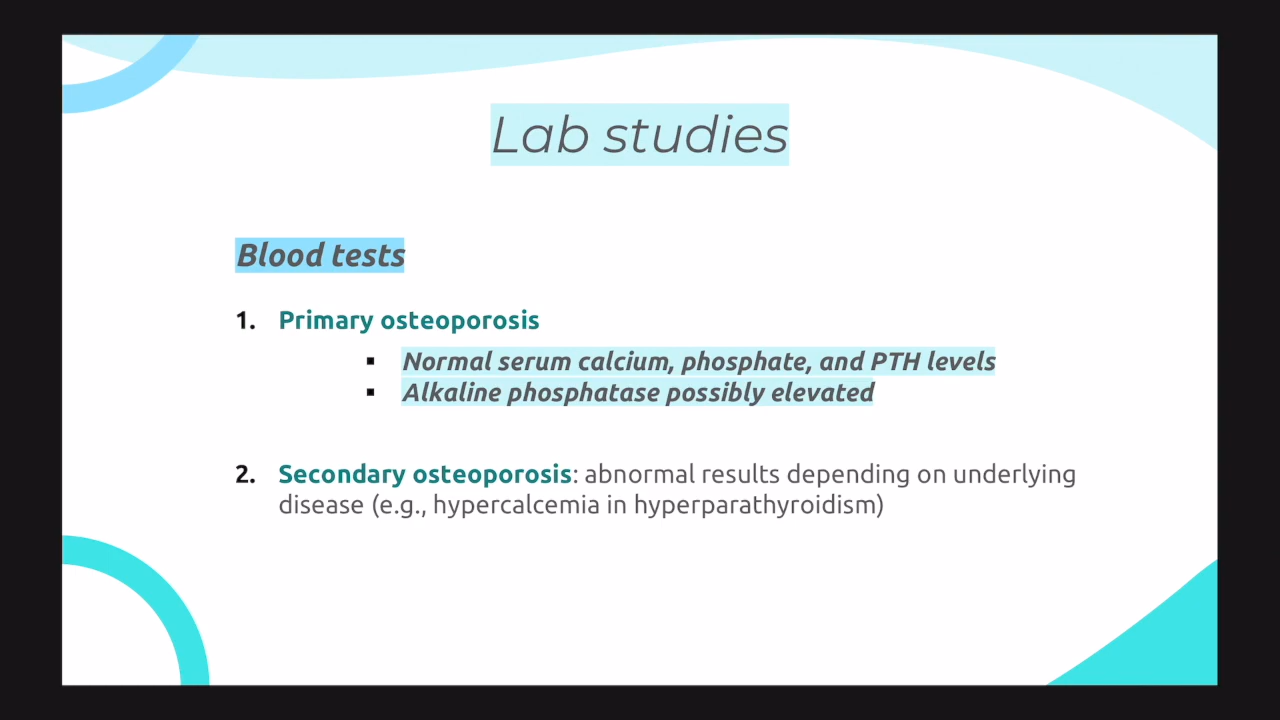 Lab studies
Blood tests
1. Primary osteoporosis
▪ Normal serum calcium, phosphate, and PTH levels
▪ Alkaline phosphatase possibly elevated
2. Secondary osteoporosis: abnormal results depending on underlying
disease (e.g., hypercalcemia in hyperparathyroidism)